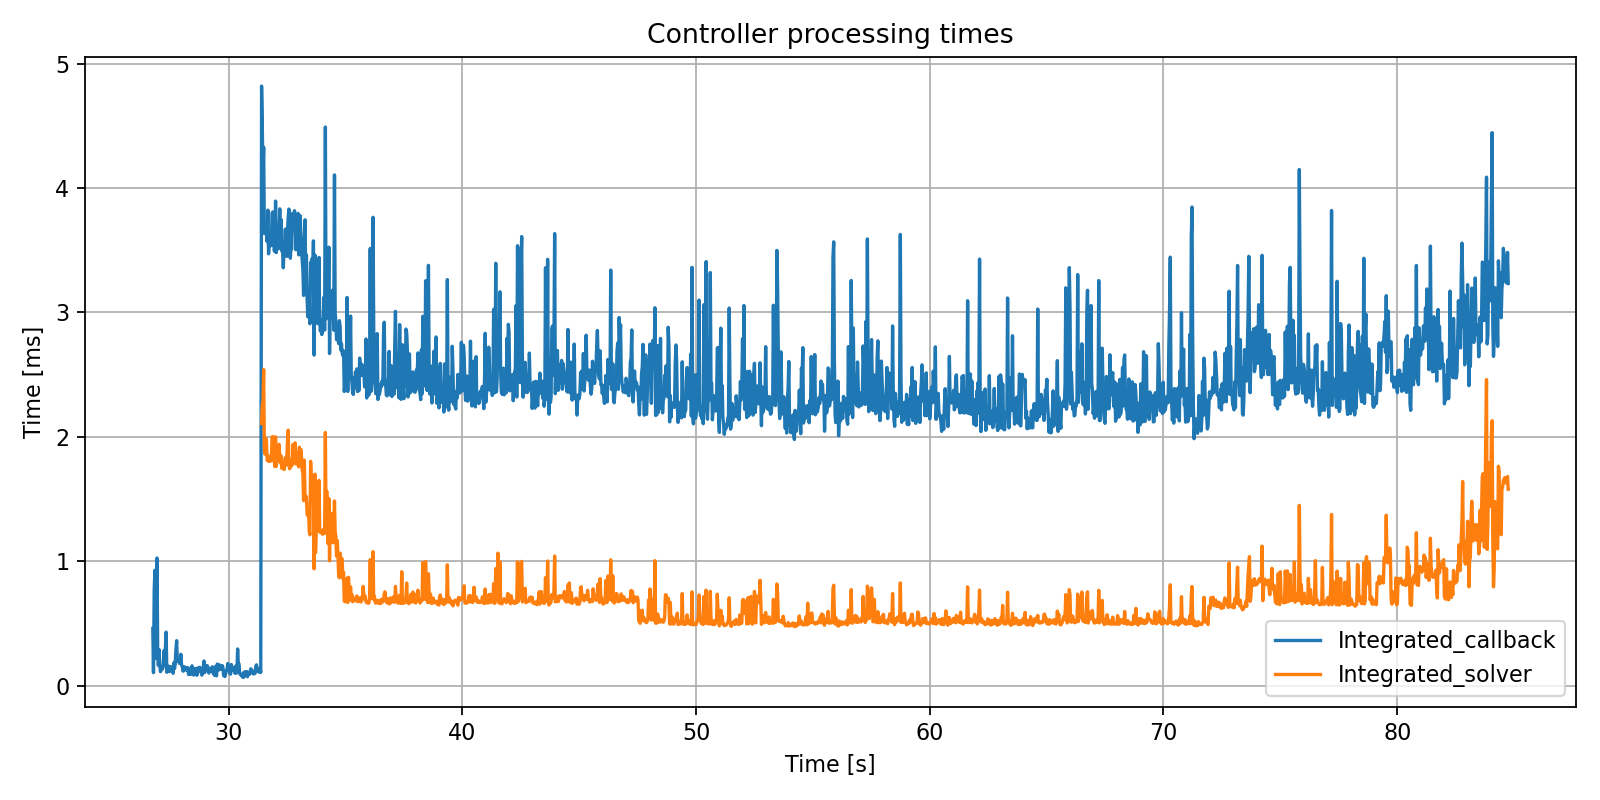 Controller processing times
5
4
3
2
1
0
Time [ms]
30 40 50 60 70 80
Time [s]
Integrated_callback
Integrated_solver